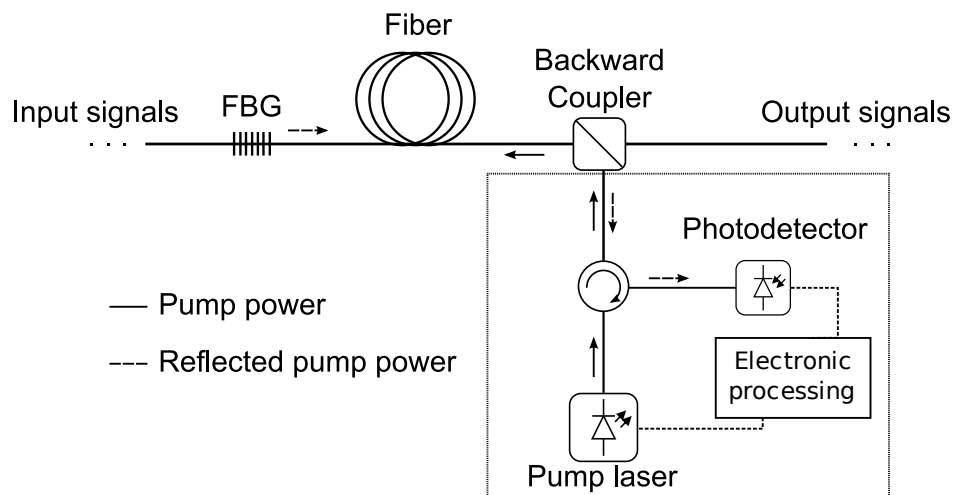 Fiber
Backward
Coupler
Input signals
FBG
Output signals
Photodetector
Pump power
Reflected pump power
Electronic
processing
Pump laser